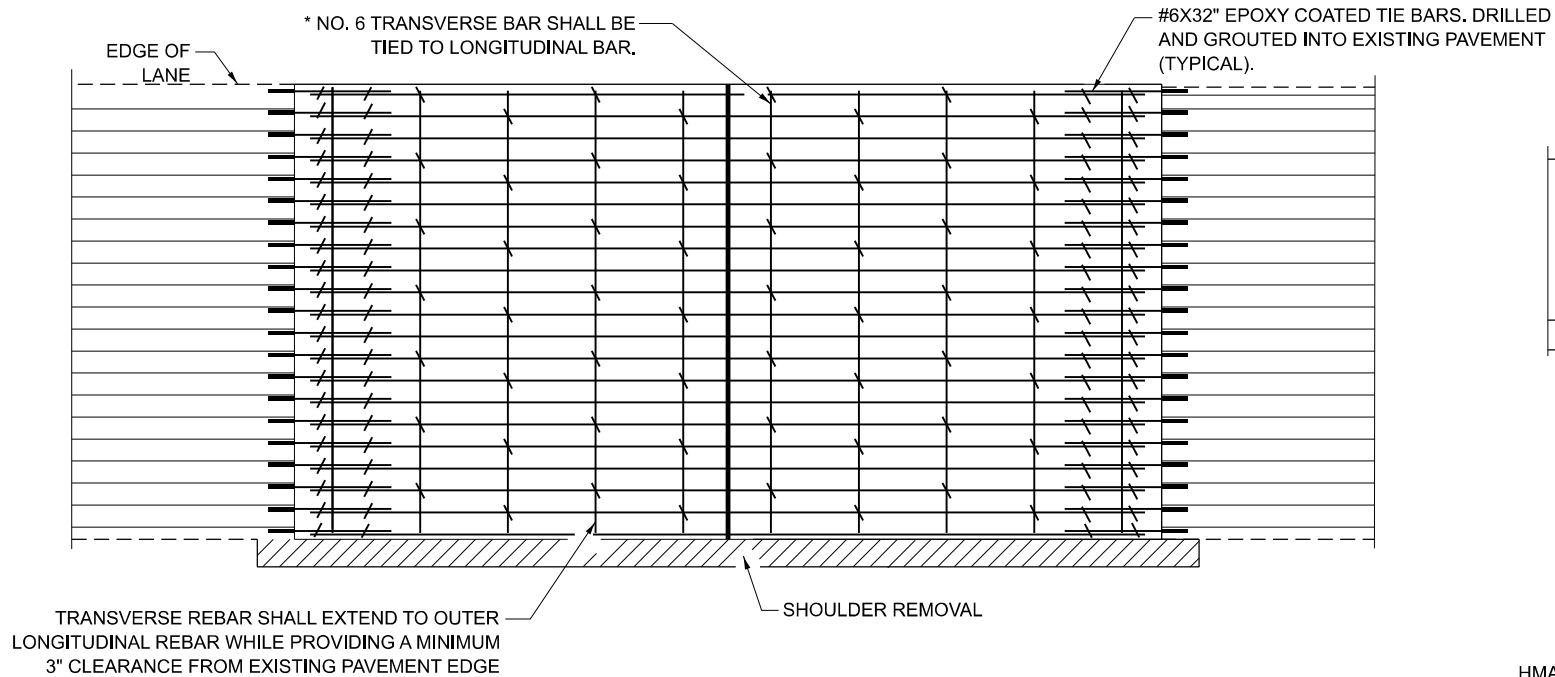 * NO. 6 TRANSVERSE BAR SHALL BE
TIED TO LONGITUDINAL BAR.
#6X32" EPOXY COATED TIE BARS. DRILLED
AND GROUTED INTO EXISTING PAVEMENT
(TYPICAL).
EDGE OF
LANE
TRANSVERSE REBAR SHALL EXTEND TO OUTER
LONGITUDINAL REBAR WHILE PROVIDING A MINIMUM
3" CLEARANCE FROM EXISTING PAVEMENT EDGE
SHOULDER REMOVAL
HMA